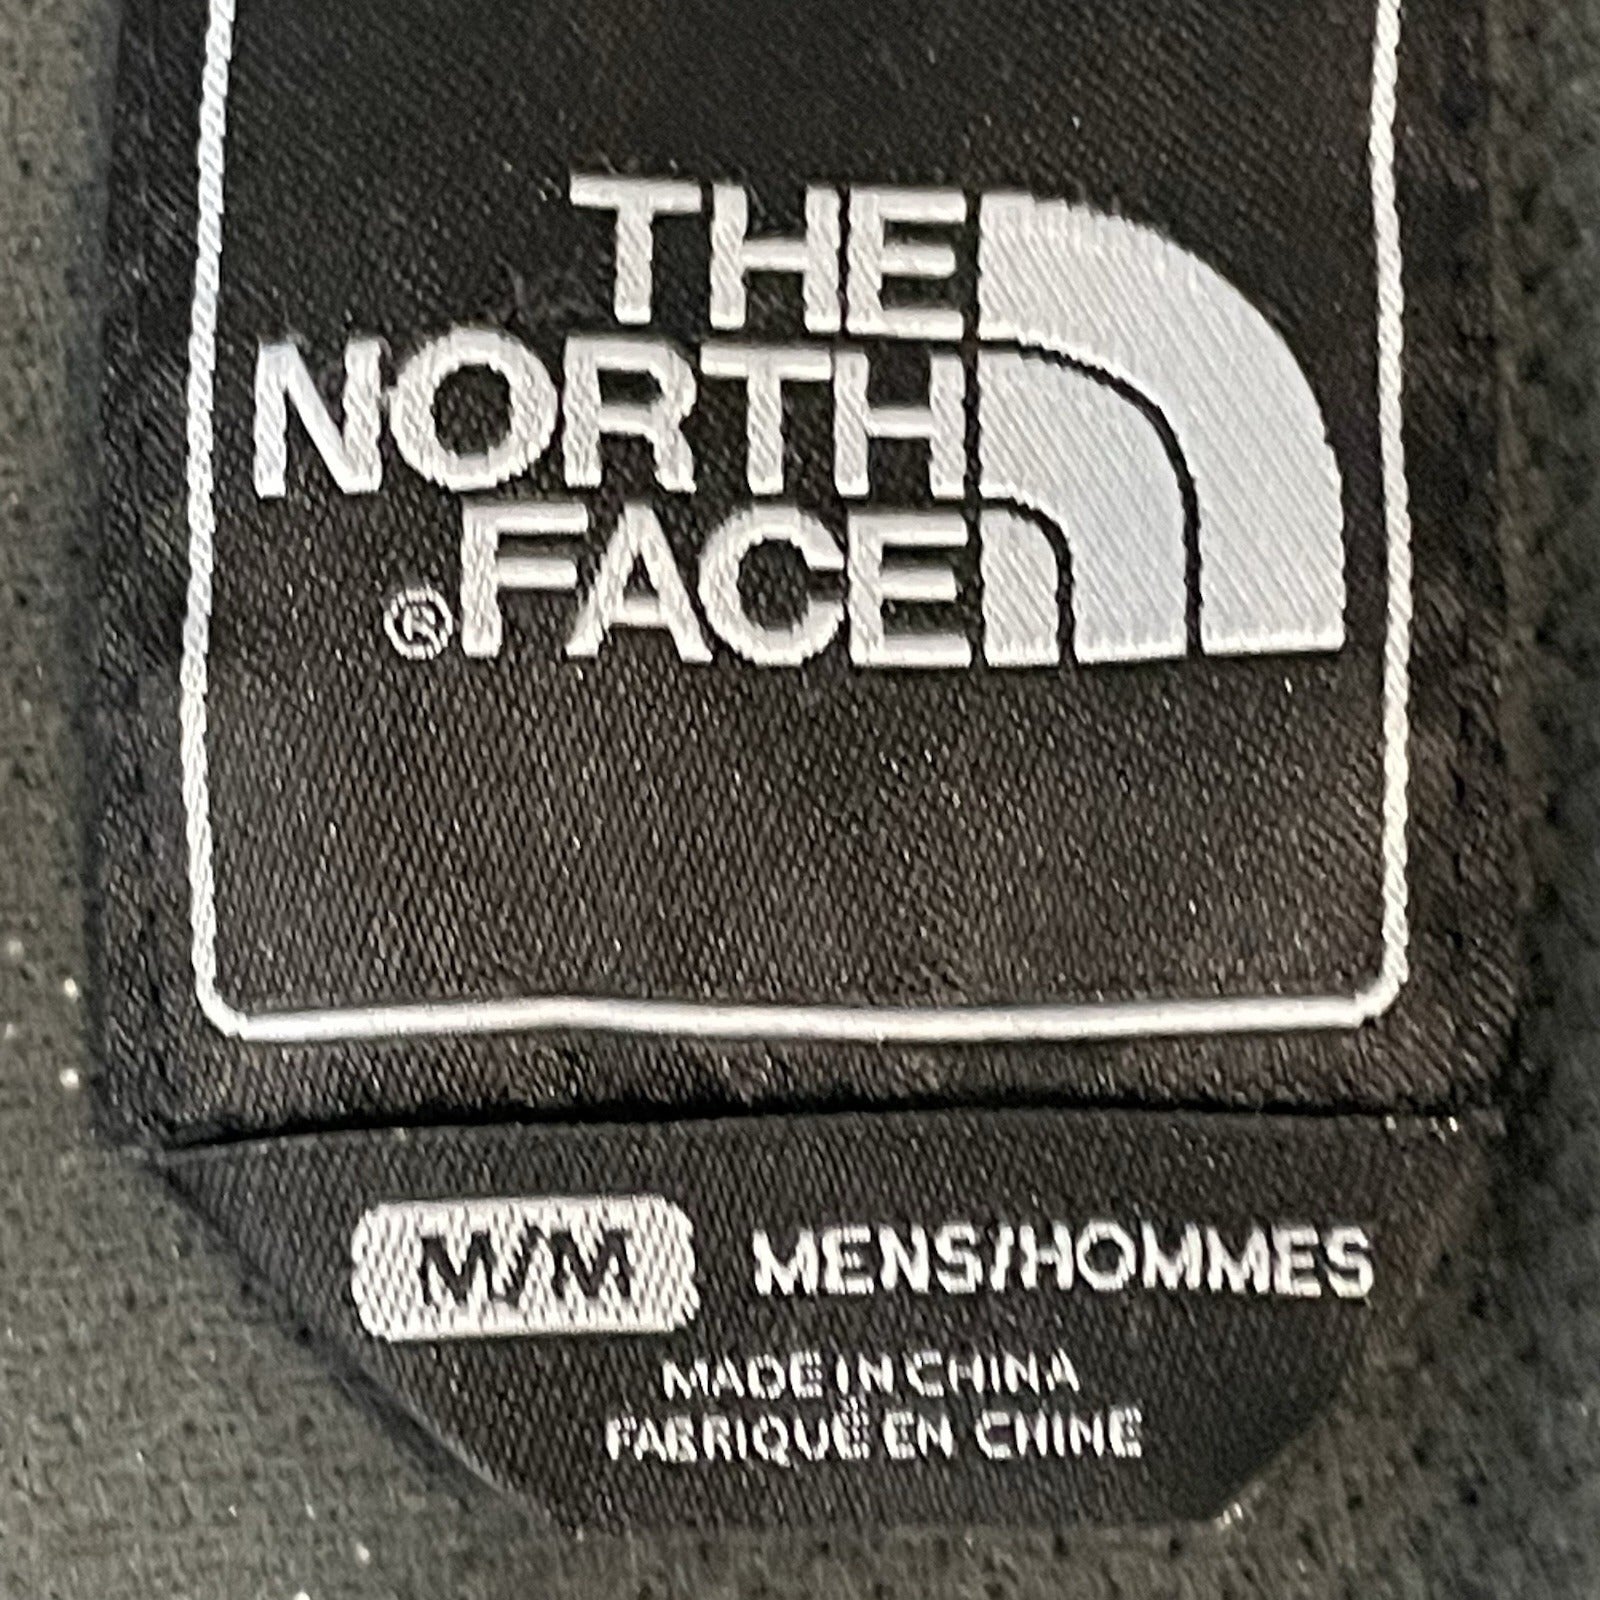 THE
NORTH
®FACE
M/M MENS/HOMMES
MADE IN CHINA
FABRIQUÉ EN CHINE